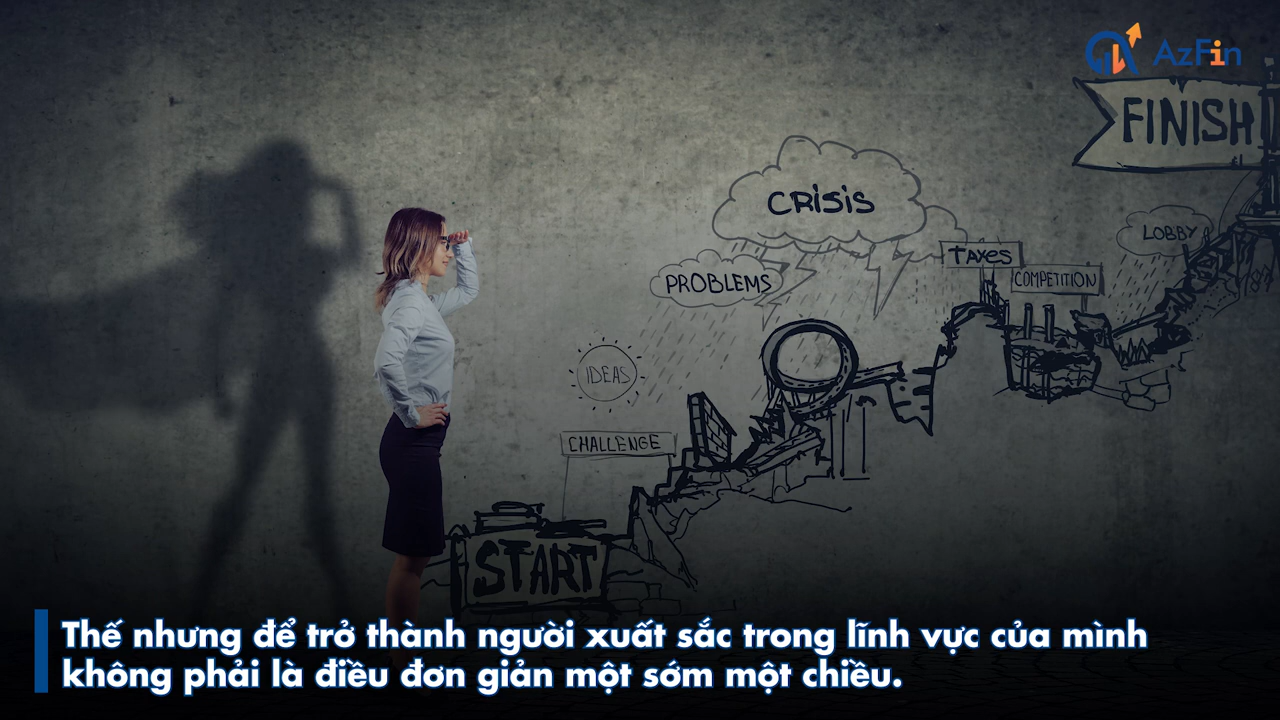 AzFin
FINISH
CRISIS
LOBBY
TAXES
COMPETITION
PROBLEMS
IDEAS
CHALLENGE
START
Thế nhưng để trở thành người xuất sắc trong lĩnh vực của mình
không phải là điều đơn giản một sớm một chiều.